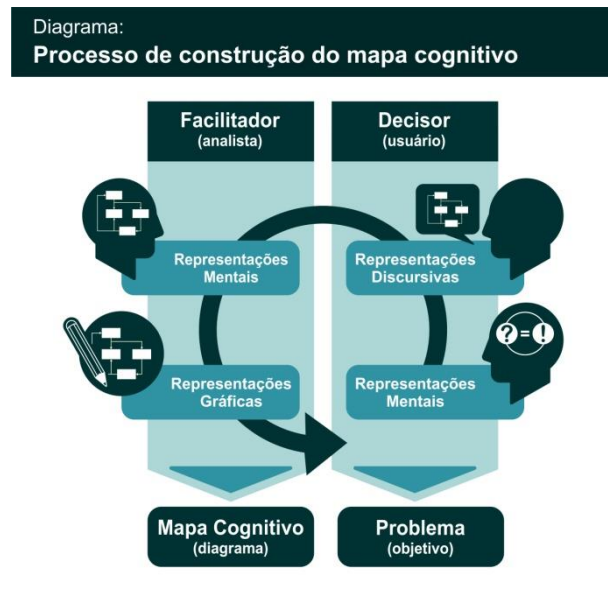 Diagrama:
Processo de construção do mapa cognitivo
Facilitador
(analista)
Decisor
(usuário)
Representações
Mentais
Representações
Discursivas
?=!
Representações
Gráficas
Representações
Mentais
Mapa Cognitivo
(diagrama)
Problema
(objetivo)